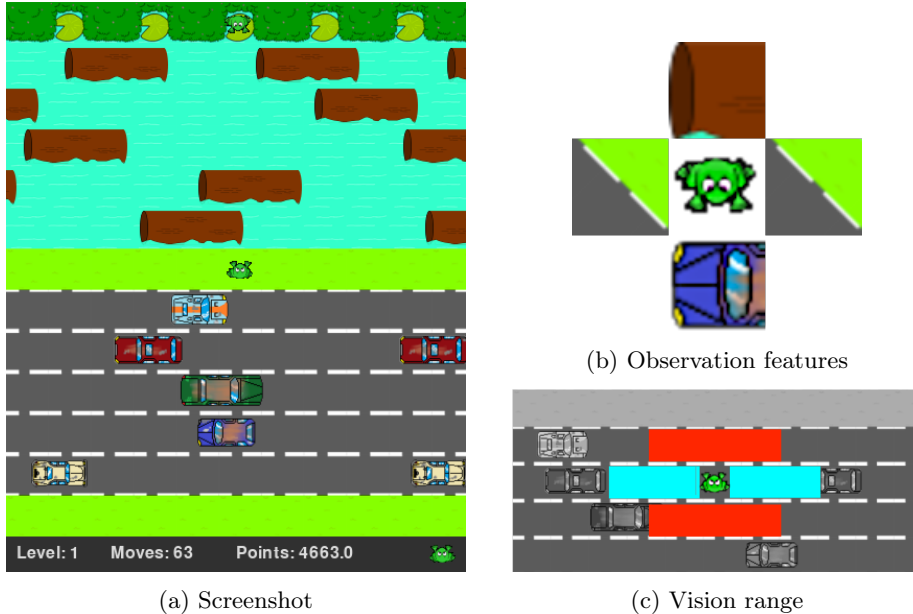 Level: 1 Moves: 63 Points: 4663.0
(a) Screenshot
(b) Observation features
(c) Vision range